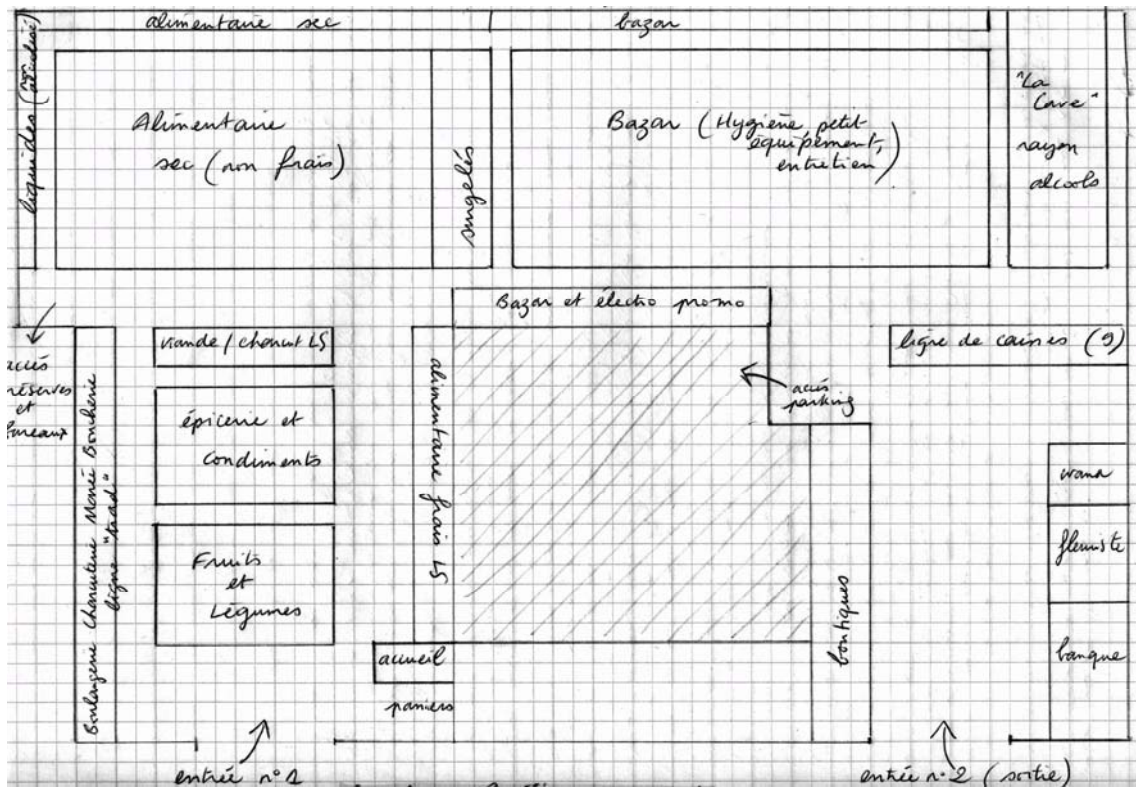 alimentaire sec
bazar
liquides (non
Alimentaire
sec (non frais)
surgelés
Bazar (Hygiène, petit
équipement,
entretien)
"La
Cave"
rayon
alcools
Bazar et électro promo
viande / charcut LS
ligne de caisses (9)
accès
réserves
et
bureaux
Boulangerie Charcuterie Marée Boucherie
ligne "trad"
épicerie et
condiments
alimentaire frais LS
accès
parking
Fruits
et
Légumes
fleuriste
boutiques
banque
accueil
paniers
entrée n°1
entrée n°2 (sortie)